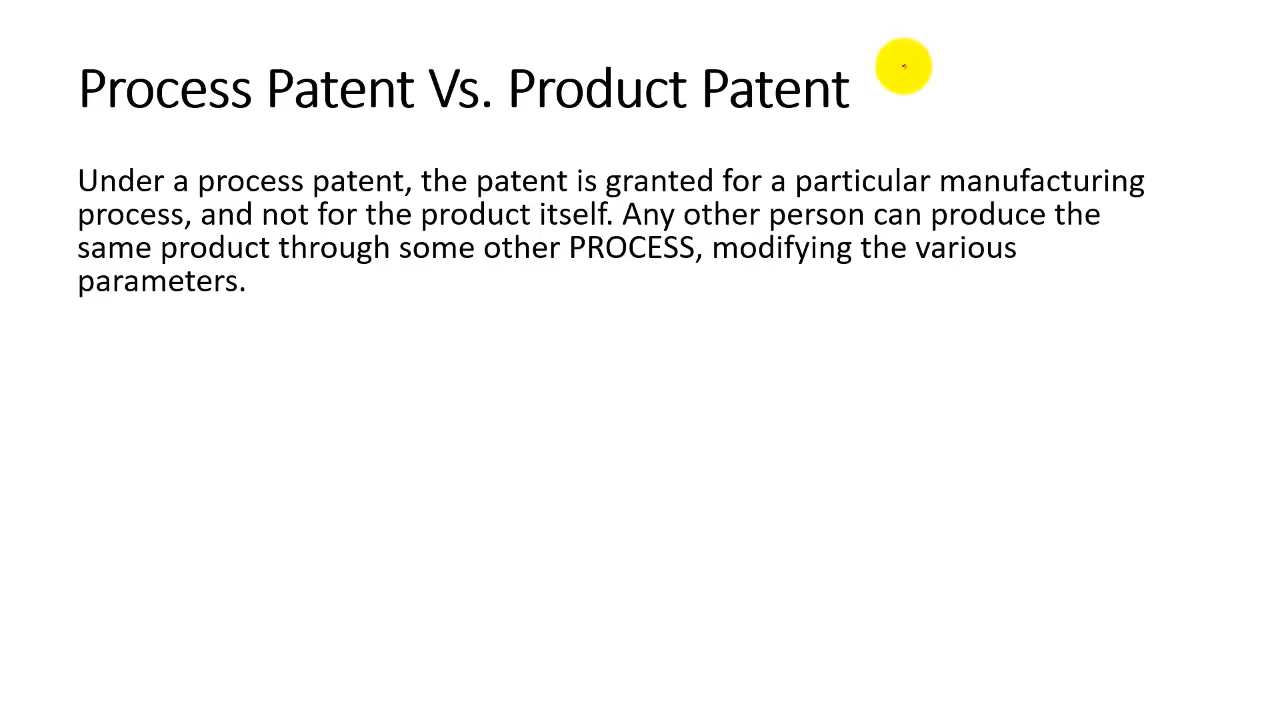 Process Patent Vs. Product Patent
Under a process patent, the patent is granted for a particular manufacturing
process, and not for the product itself. Any other person can produce the
same product through some other PROCESS, modifying the various
parameters.